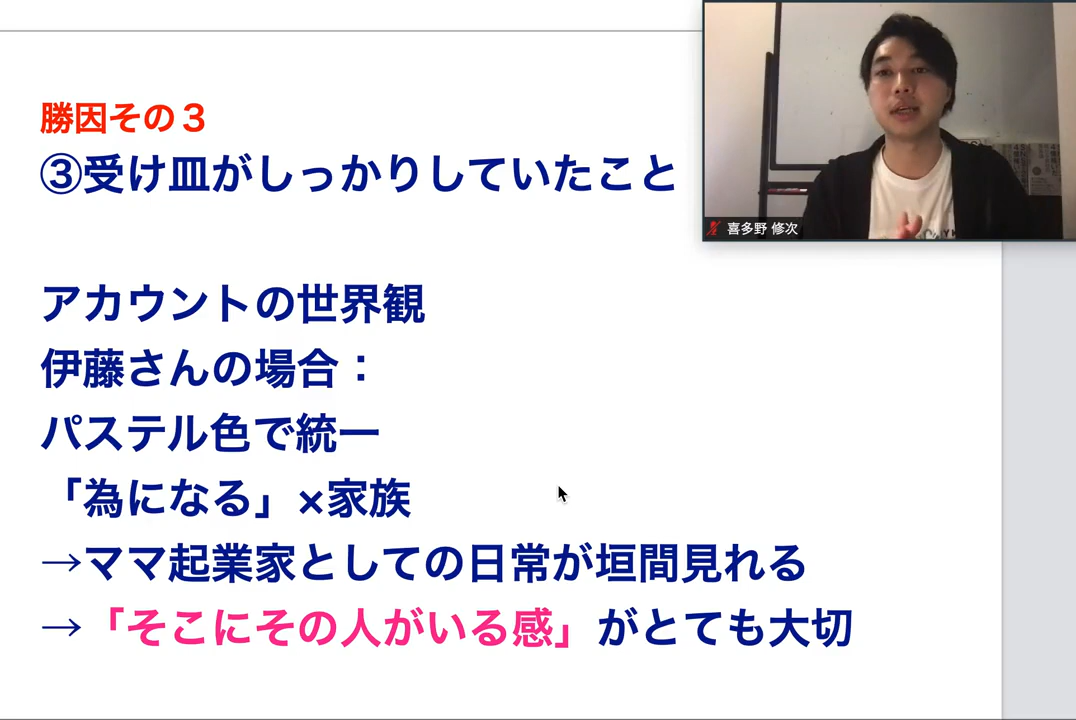 勝因その３
③受け皿がしっかりしていたこと
アカウントの世界観
伊藤さんの場合：
パステル色で統一
「為になる」×家族
→ママ起業家としての日常が垣間見れる
→「そこにその人がいる感」がとても大切
喜多野 修次